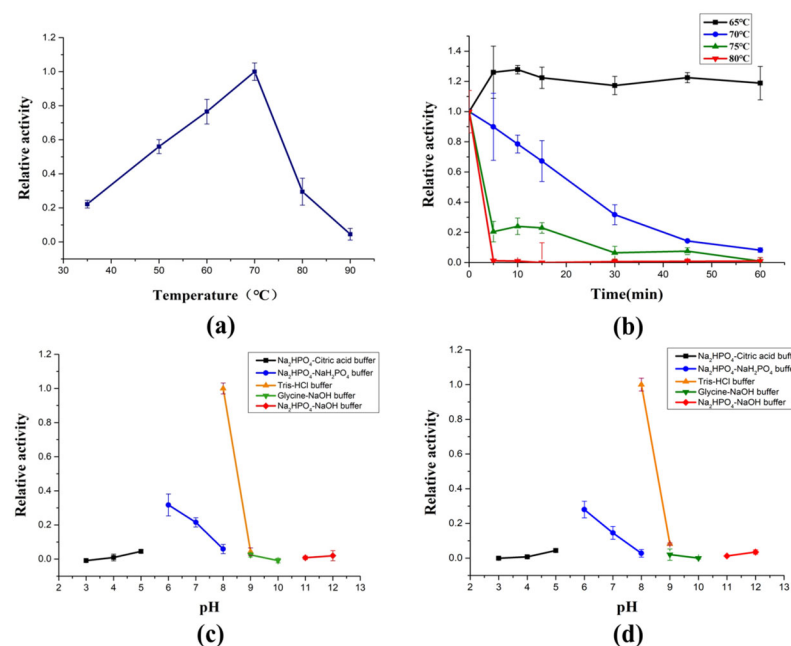 1.2
1.0
0.8
0.6
0.4
0.2
0.0
Relative activity
30 40 50 60 70 80 90
Temperature（℃）
(a)
65℃
70℃
75℃
80℃
1.4
1.2
1.0
0.8
0.6
0.4
0.2
0.0
Relative activity
0 10 20 30 40 50 60
Time(min)
(b)
Na₂HPO₄-Citric acid buffer
Na₂HPO₄-NaH₂PO₄ buffer
Tris-HCl buffer
Glycine-NaOH buffer
Na₂HPO₄-NaOH buffer
1.2
1.0
0.8
0.6
0.4
0.2
0.0
Relative activity
2 3 4 5 6 7 8 9 10 11 12 13
pH
(c)
Na₂HPO₄-Citric acid buffer
Na₂HPO₄-NaH₂PO₄ buffe
Tris-HCl buffer
Glycine-NaOH buffer
Na₂HPO₄-NaOH buffer
1.2
1.0
0.8
0.6
0.4
0.2
0.0
Relative activity
2 3 4 5 6 7 8 9 10 11 12 13
pH
(d)